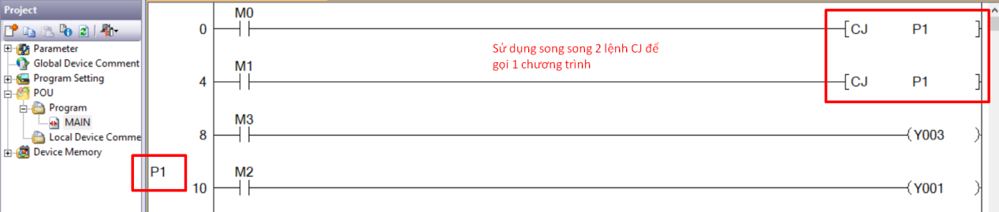 Project
Parameter
Global Device Comment
Program Setting
POU
Program
MAIN
Local Device Comme
Device Memory
M0
0
[CJ P1 ]
Sử dụng song song 2 lệnh CJ để
gọi 1 chương trình
M1
4
[CJ P1 ]
M3
8
(Y003 )
P1
M2
10
(Y001 )